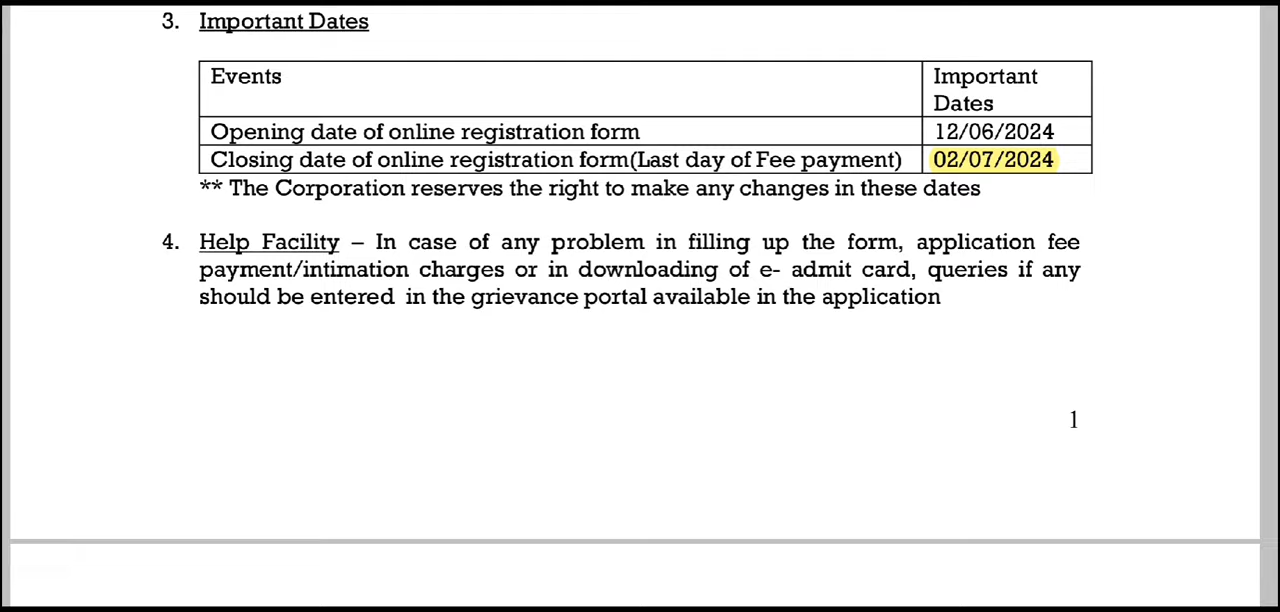 3. Important Dates
Events Important
Dates
Opening date of online registration form 12/06/2024
Closing date of online registration form(Last day of Fee payment) 02/07/2024
** The Corporation reserves the right to make any changes in these dates
4. Help Facility – In case of any problem in filling up the form, application fee
payment/intimation charges or in downloading of e- admit card, queries if any
should be entered in the grievance portal available in the application
1